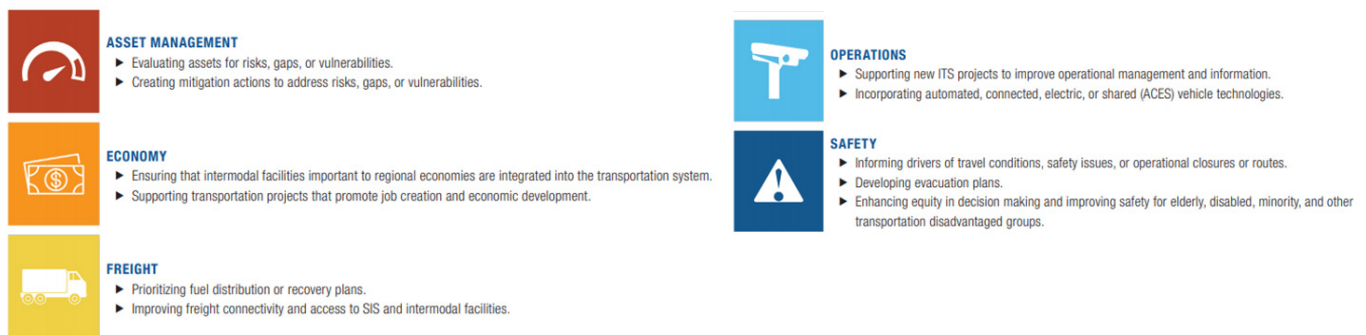 ASSET MANAGEMENT
► Evaluating assets for risks, gaps, or vulnerabilities.
► Creating mitigation actions to address risks, gaps, or vulnerabilities.
ECONOMY
► Ensuring that intermodal facilities important to regional economies are integrated into the transportation system.
► Supporting transportation projects that promote job creation and economic development.
FREIGHT
► Prioritizing fuel distribution or recovery plans.
► Improving freight connectivity and access to SIS and intermodal facilities.
OPERATIONS
► Supporting new ITS projects to improve operational management and information.
► Incorporating automated, connected, electric, or shared (ACES) vehicle technologies.
SAFETY
► Informing drivers of travel conditions, safety issues, or operational closures or routes.
► Developing evacuation plans.
► Enhancing equity in decision making and improving safety for elderly, disabled, minority, and other
transportation disadvantaged groups.